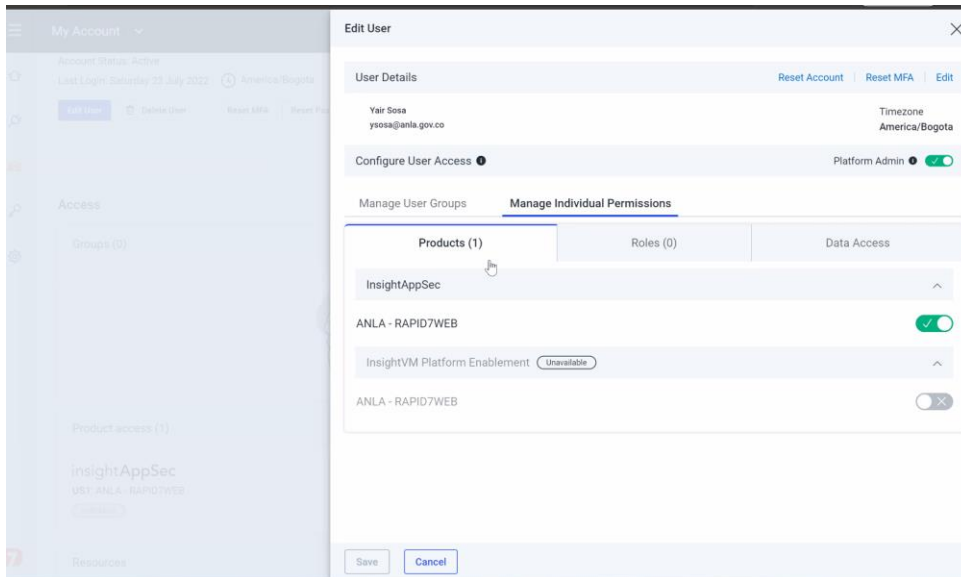 My Account
Account Status: Active
Last Login: Saturday 23 July 2022 America/Bogota
Edit User Delete User Reset MFA Reset
Access
Groups (0)
Product access (1)
insightAppSec
UST: ANLA - RAPID7WEB
Resources
Edit User
User Details Reset Account Reset MFA Edit
Yair Sosa Timezone
ysosa@anla.gov.co America/Bogota
Configure User Access Platform Admin
Manage User Groups Manage Individual Permissions
Products (1) Roles (0) Data Access
InsightAppSec
ANLA - RAPID7WEB
InsightVM Platform Enablement Unavailable
ANLA - RAPID7WEB
Save Cancel